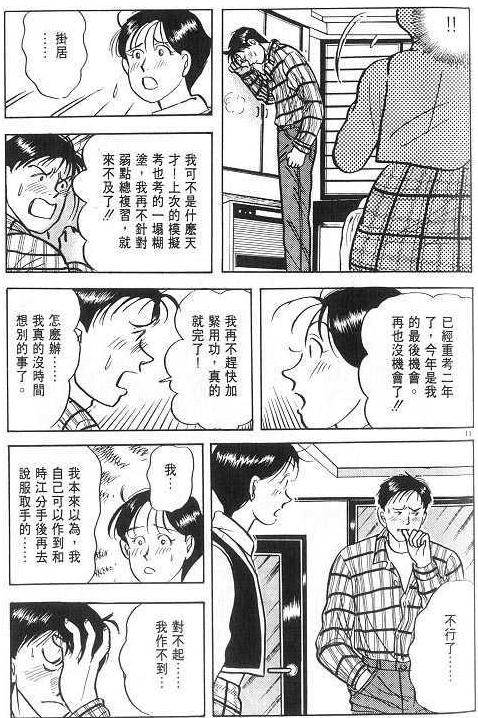 !!
掛居
……
我可不是什麽天
才！上次的模擬
考也考的一塌糊
塗，我再不針對
弱點總複習，就
來不及了!!
已經重考二年
了，今年是我
的最後機會。
再也沒機會了!!
我再不趕快加
緊用功，真的
就完了！
怎麽辦……
我真的沒時間
想別的事了。
11
不行了……
我…
我本來以為，我
自己可以作到和
時江分手後再去
說服取手的……
對不起……
我作不到…